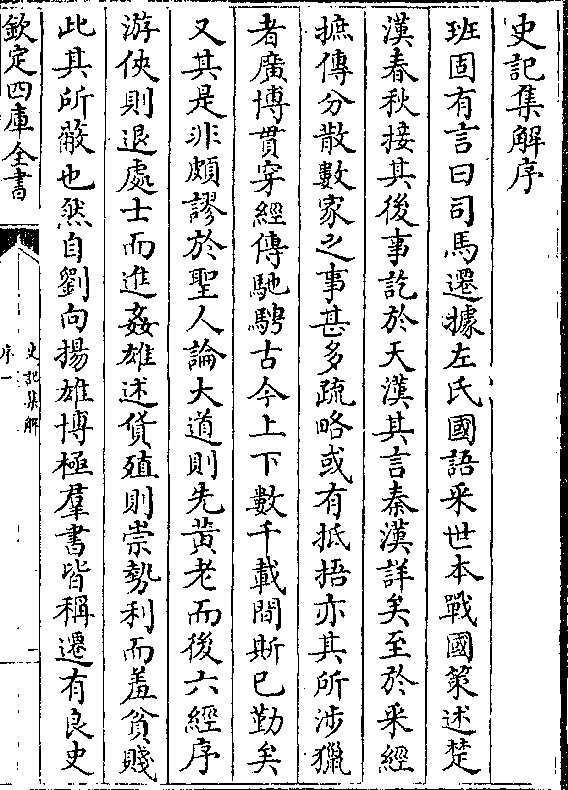 史記集解序
班固有言曰司馬遷據左氏國語采世本戰國策述楚
漢春秋接其後事訖於天漢其言秦漢詳矣至於采經
摭傳分散數家之事甚多疏略或有抵捂亦其所涉獵
者廣博貫穿經傳馳騁古今上下數千載間斯已勤矣
又其是非頗謬於聖人論大道則先黃老而後六經序
游俠則退處士而進姦雄述貨殖則崇勢利而羞貧賤
此其所蔽也然自劉向揚雄博極羣書皆稱遷有良史
欽定四庫全書
史記集解
序一